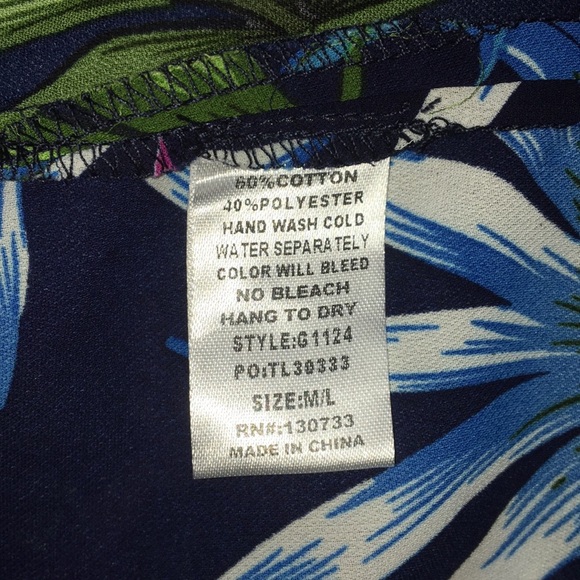 60%COTTON
40%POLYESTER
HAND WASH COLD
WATER SEPARATELY
COLOR WILL BLEED
NO BLEACH
HANG TO DRY
STYLE:G1124
PO:TL30333
SIZE:M/L
RN#:130733
MADE IN CHINA